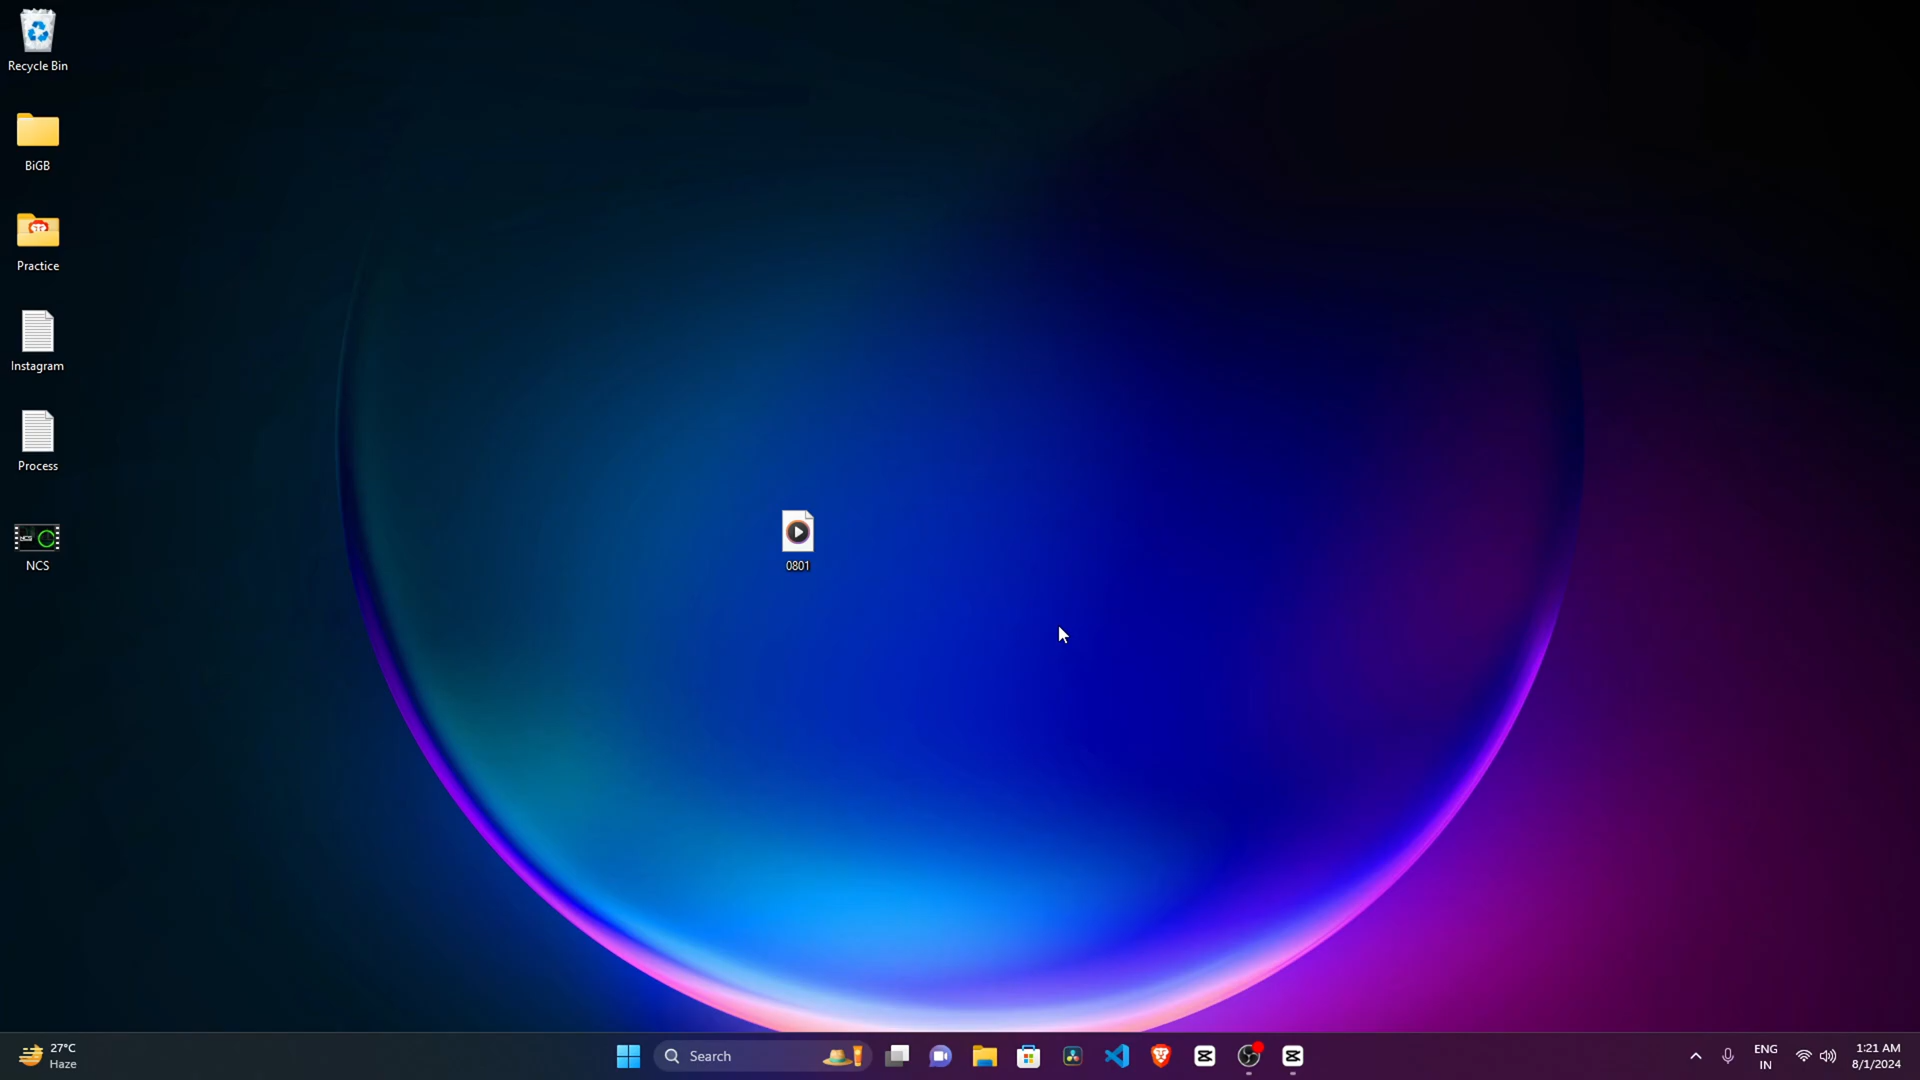 Recycle Bin
BiGB
Practice
Instagram
Process
NCS
0801
27°C
Haze
Search
ENG
IN
1:21 AM
8/1/2024